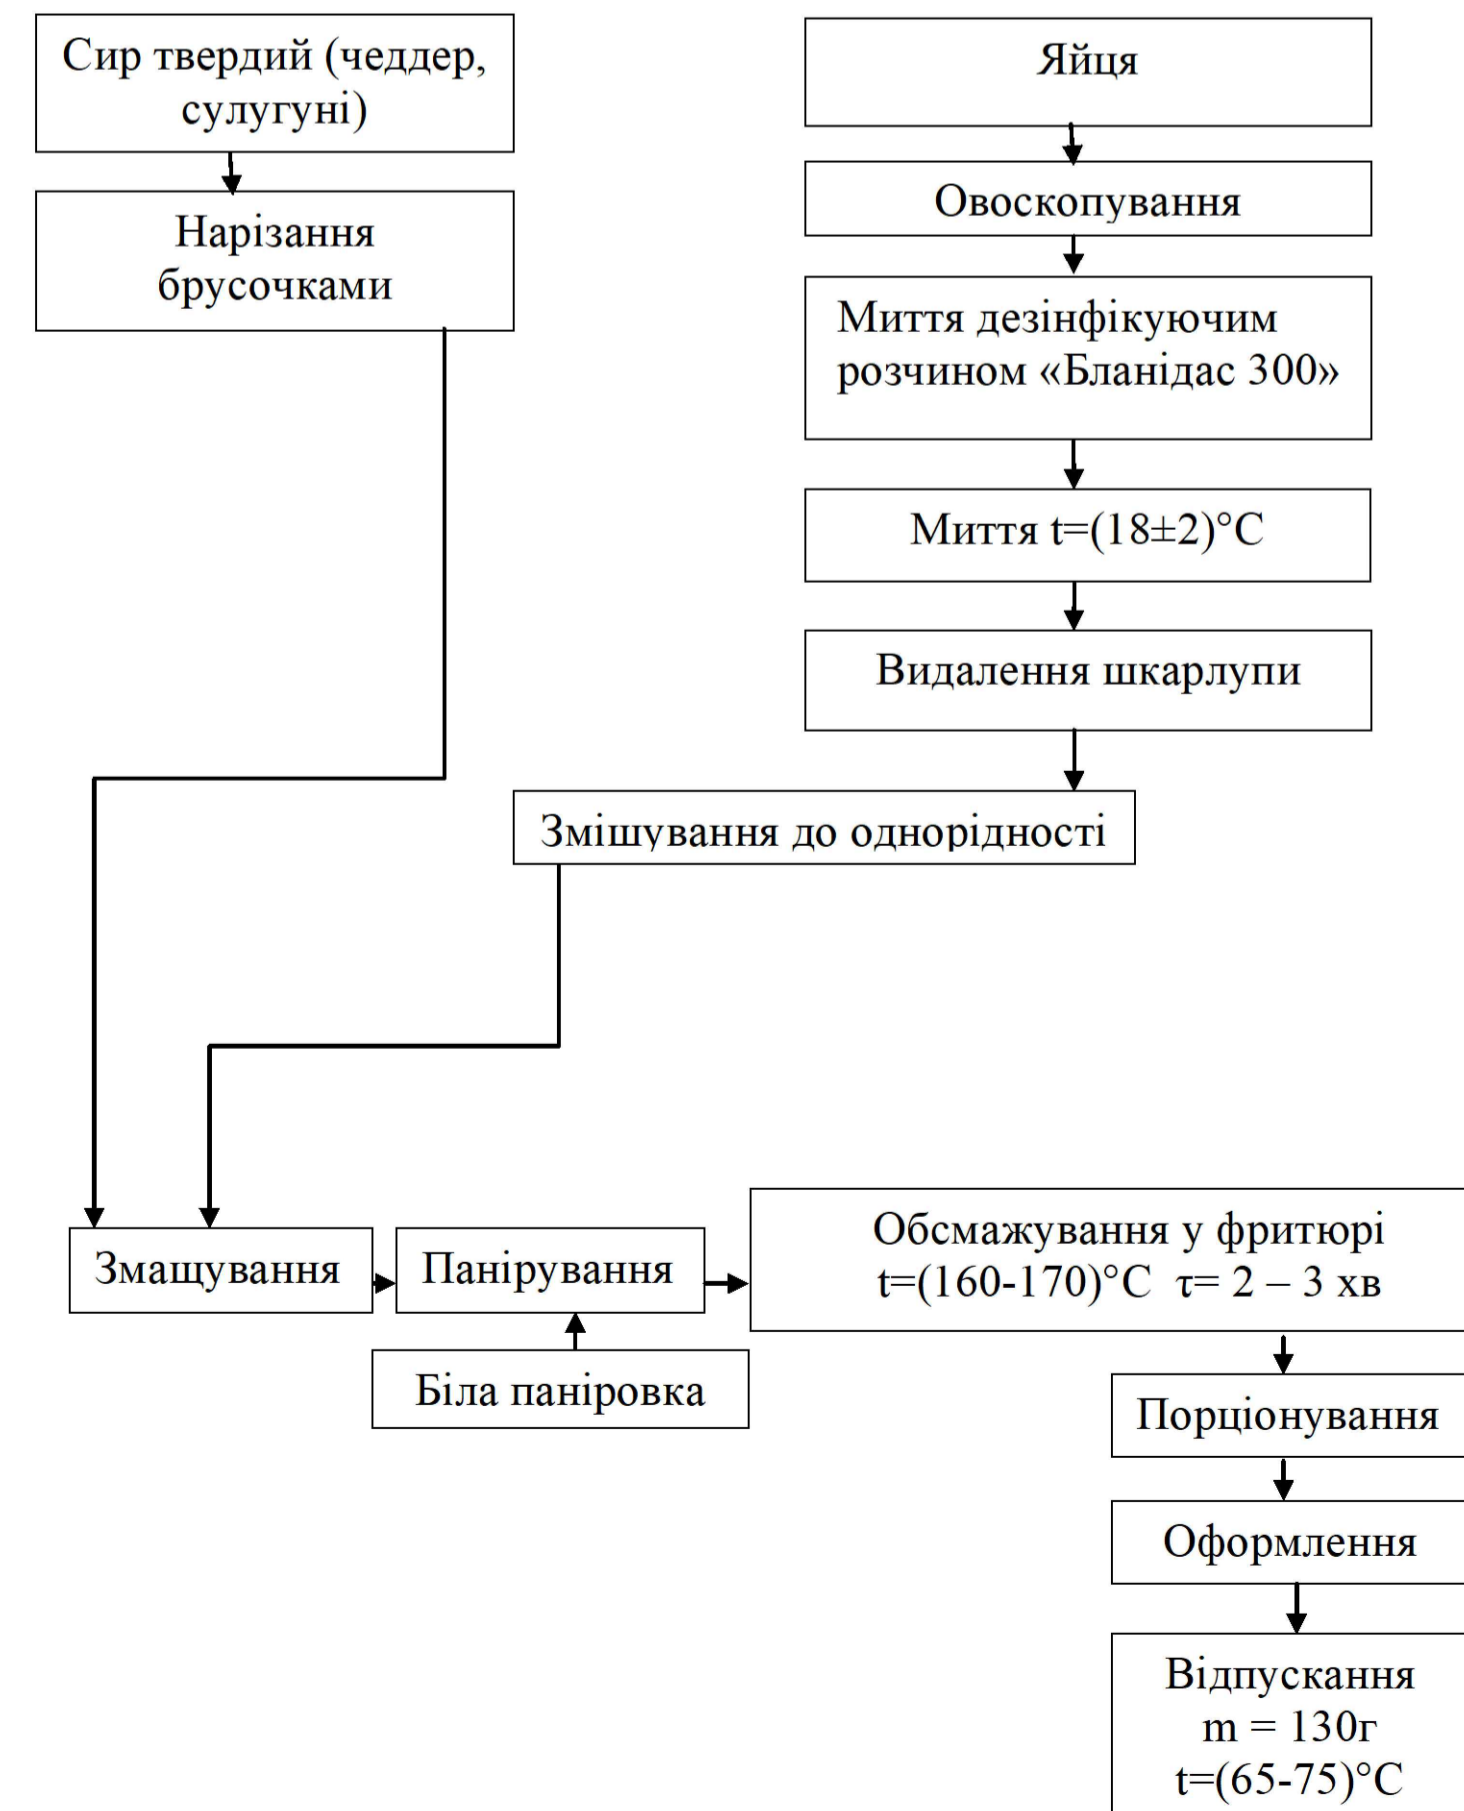 Сир твердий (чеддер,
сулугуні)
Нарізання
брусочками
Яйця
Овоскопування
Миття дезінфікуючим
розчином «Бланідас 300»
Миття t=(18±2)°С
Видалення шкарлупи
Змішування до однорідності
Змащування
Панірування
Біла паніровка
Обсмажування у фритюрі
t=(160-170)°С τ= 2 – 3 хв
Порціонування
Оформлення
Відпускання
m = 130г
t=(65-75)°С